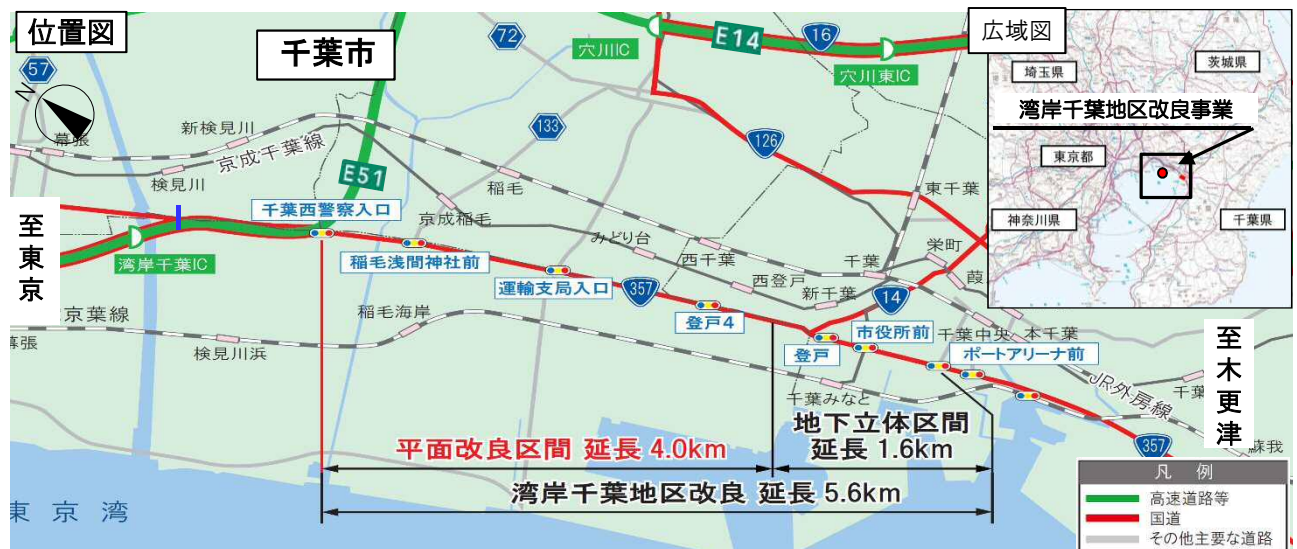 位置図
千葉市
57
N
72
穴川IC
E14
16
穴川東IC
広域図
埼玉県
茨城県
湾岸千葉地区改良事業
東京都
神奈川県
千葉県
幕張
新検見川
京成千葉線
検見川
133
126
E51
稲毛
東千葉
千葉西警察入口
京成稲毛
みどり台
栄町
至東京
湾岸千葉IC
稲毛浅間神社前
西千葉
千葉
葭
運輸支局入口
357
西登戸
新千葉
14
京葉線
稲毛海岸
登戸4
市役所前
千葉中央
本千葉
至木更津
幕張
検見川浜
登戸
ポートアリーナ前
千葉みなと
JR外房線
千葉
地下立体区間
延長 1.6km
平面改良区間 延長 4.0km
357
蘇我
湾岸千葉地区改良 延長 5.6km
東京湾
凡 例
高速道路等
国道
その他主要な道路